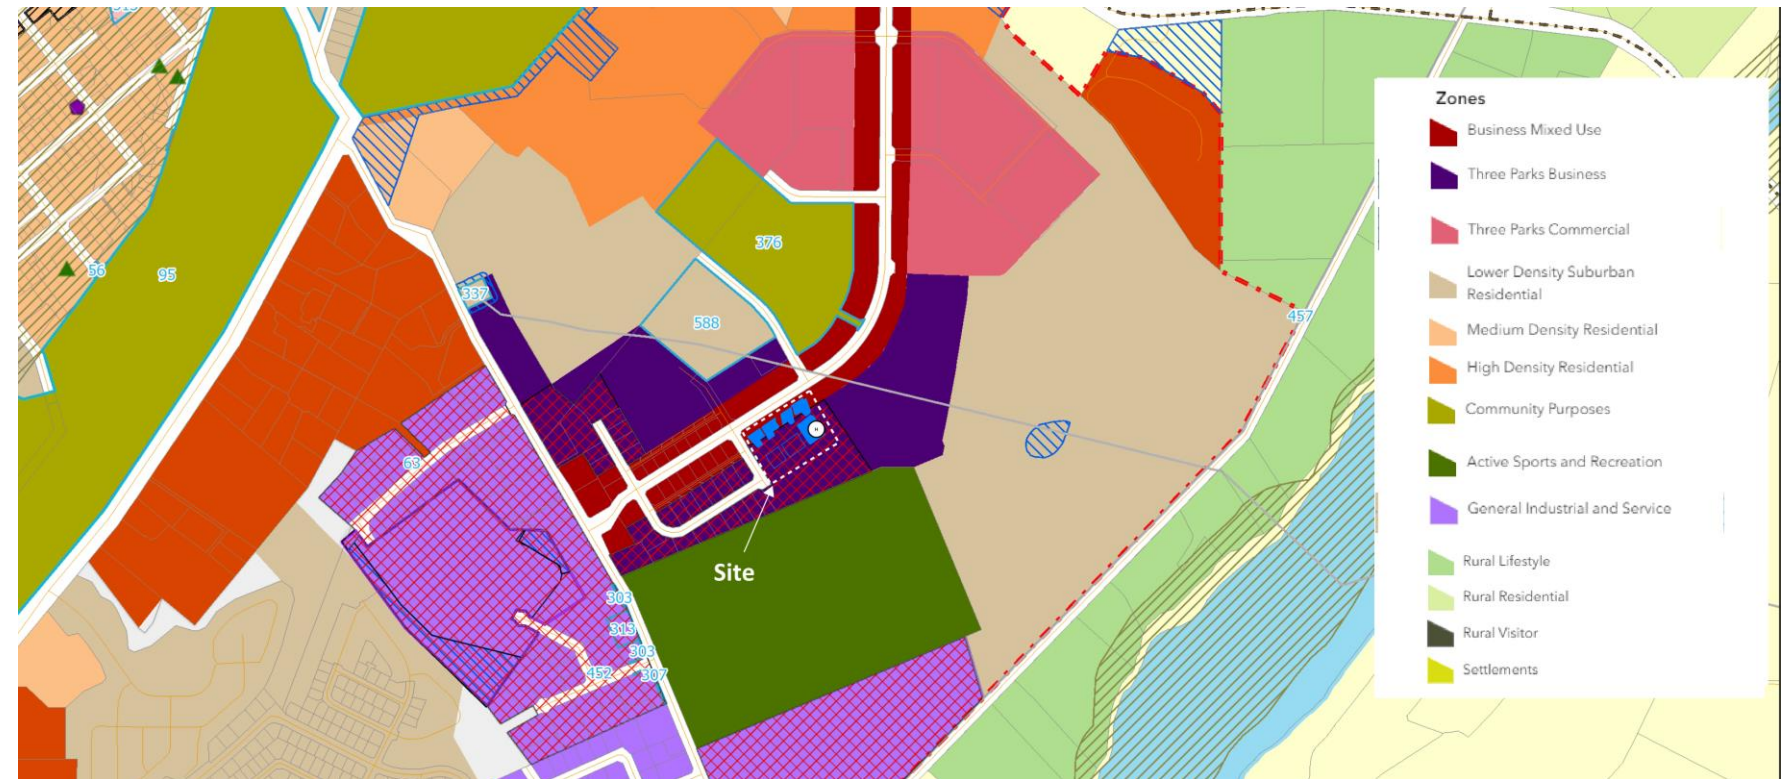 Zones
Business Mixed Use
Three Parks Business
Three Parks Commercial
Lower Density Suburban
Residential
Medium Density Residential
High Density Residential
Community Purposes
Active Sports and Recreation
General Industrial and Service
Rural Lifestyle
Rural Residential
Rural Visitor
Settlements
56
95
376
337
588
457
63
Site
303
313
303
452
307